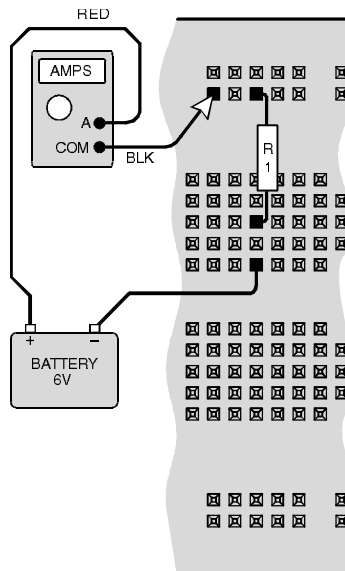 RED
AMPS
A
COM
BLK
R
1
+ −
BATTERY
6V